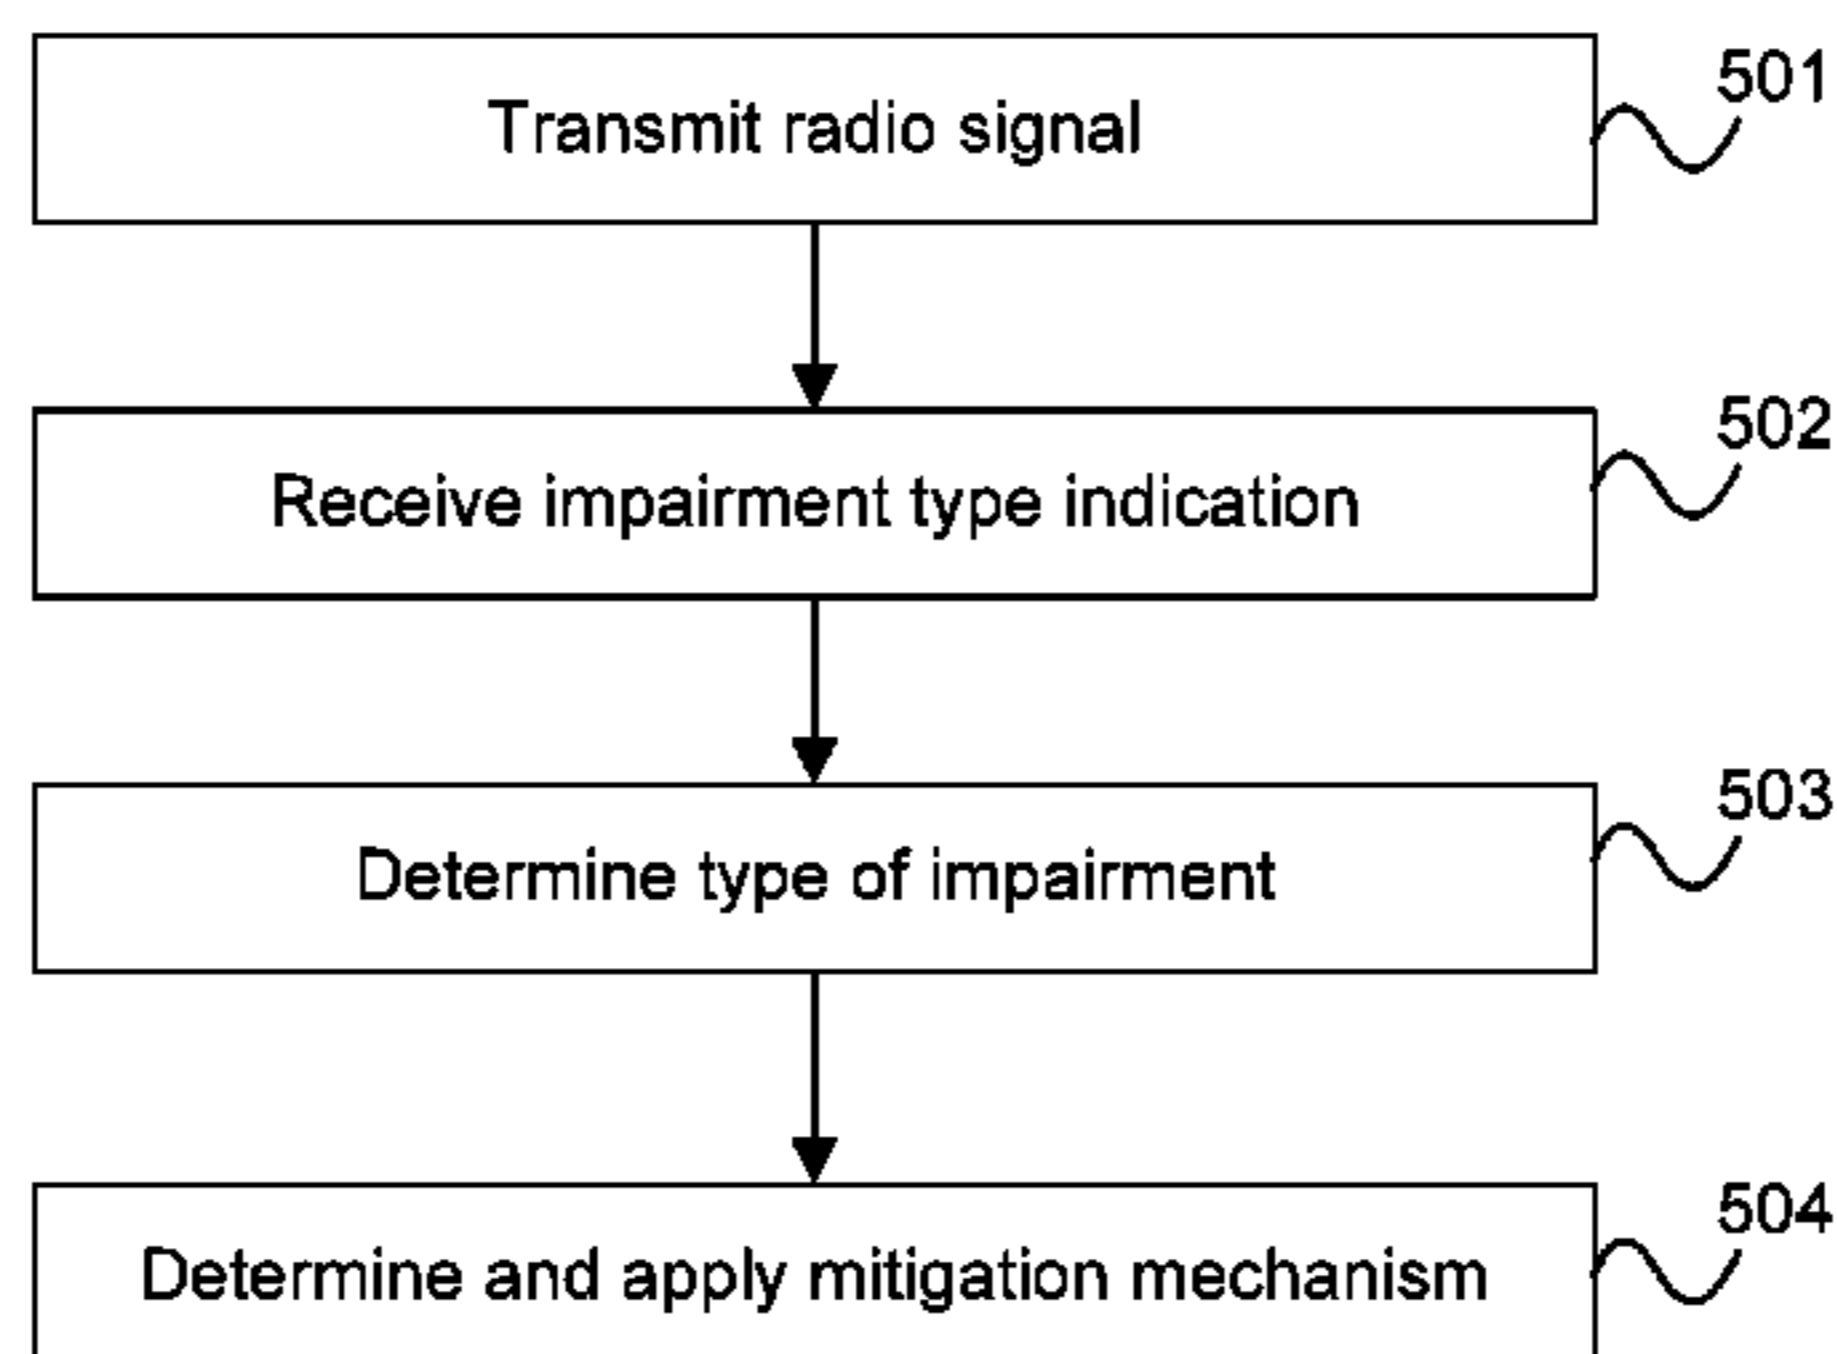 Transmit radio signal
501
Receive impairment type indication
502
Determine type of impairment
503
Determine and apply mitigation mechanism
504